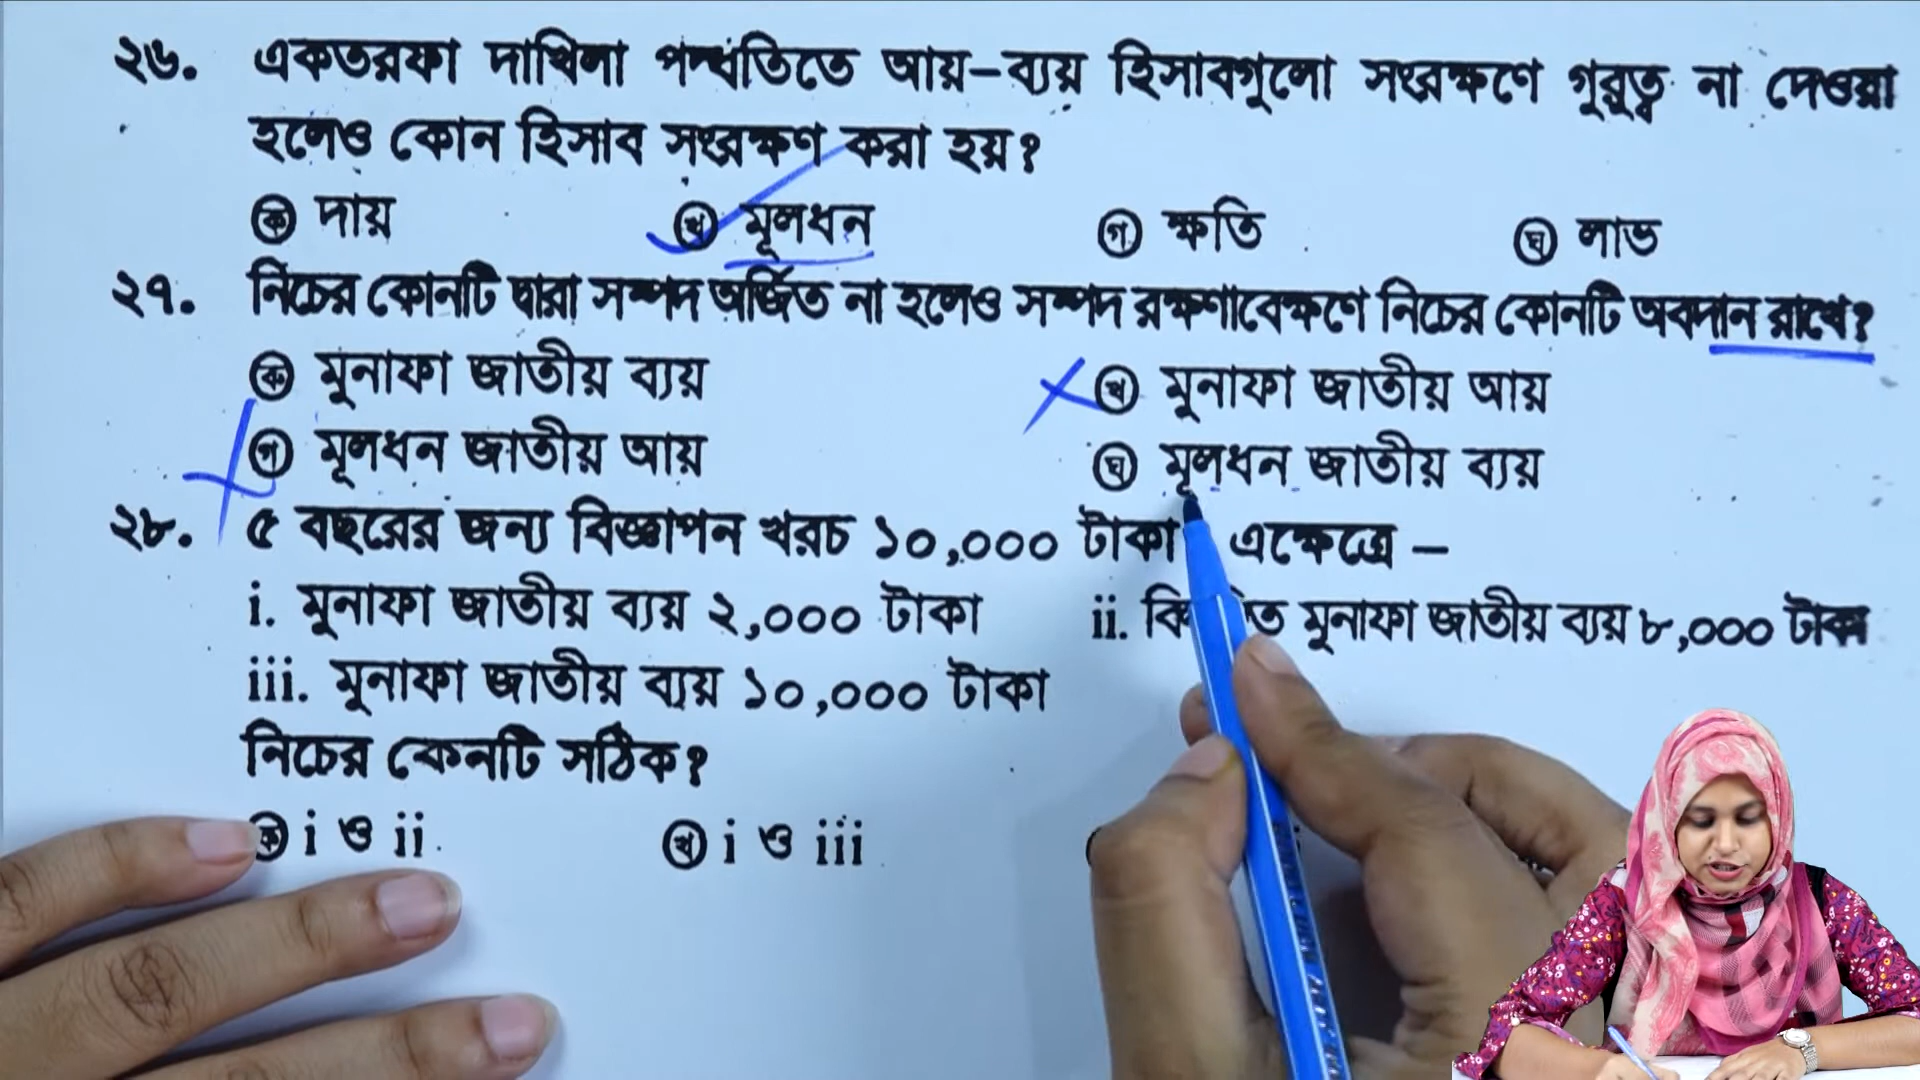 ২৬. একতরফা দাখিলা পদ্ধতিতে আয়-ব্যয় হিসাবগুলো সংরক্ষণে গুরুত্ব না দেওয়া
হলেও কোন হিসাব সংরক্ষণ করা হয়?
ক দায় খ মূলধন গ ক্ষতি ঘ লাভ
২৭. নিচের কোনটি দ্বারা সম্পদ অর্জিত না হলেও সম্পদ রক্ষণাবেক্ষণে নিচের কোনটি অবদান রাখে?
ক মুনাফা জাতীয় ব্যয় খ মুনাফা জাতীয় আয়
গ মূলধন জাতীয় আয় ঘ মূলধন জাতীয় ব্যয়
২৮. ৫ বছরের জন্য বিজ্ঞাপন খরচ ১০,০০০ টাকা এক্ষেত্রে –
i. মুনাফা জাতীয় ব্যয় ২,০০০ টাকা ii. মুনাফা জাতীয় ব্যয় ৮,০০০ টাকা
iii. মুনাফা জাতীয় ব্যয় ১০,০০০ টাকা
নিচের কেনটি সঠিক?
ক i ও ii খ i ও iii